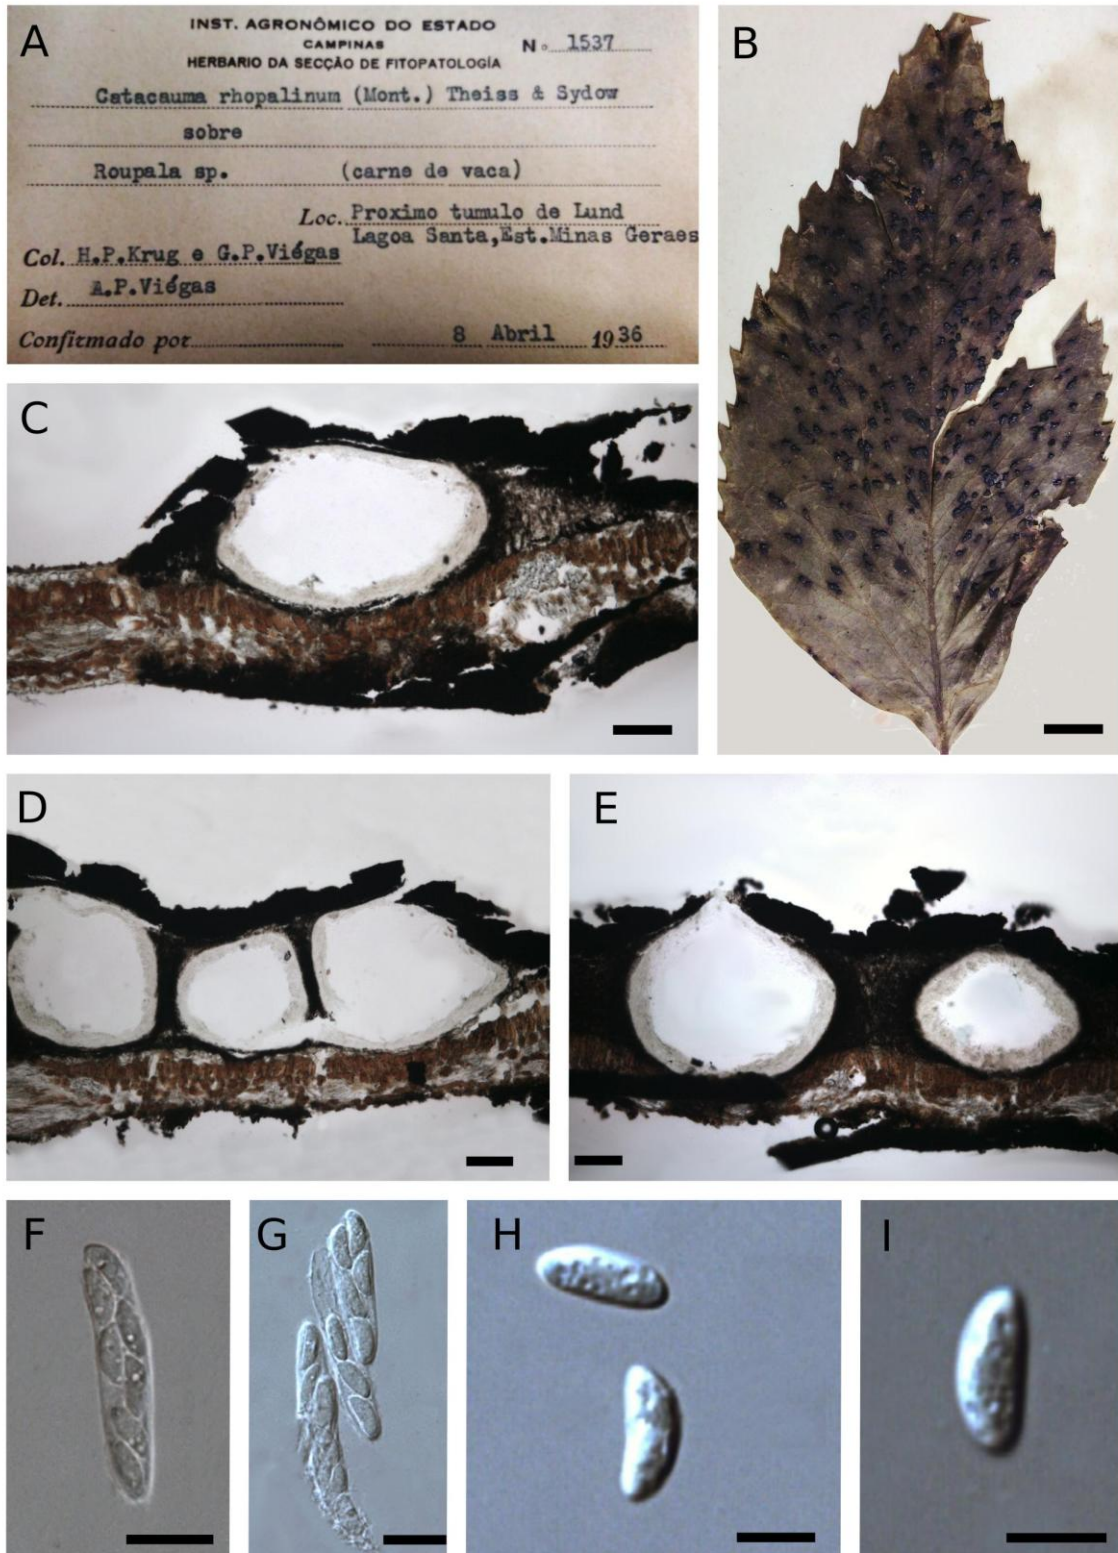 A
INST. AGRONÔMICO DO ESTADO
CAMPINAS
Nº 1537
HERBARIO DA SECÇÃO DE FITOPATOLOGÍA
Catacauma rhopalinum (Mont.) Theiss & Sydow
sobre
Roupala sp. (carne de vaca)
Loc. Proximo tumulo de Lund
Lagoa Santa, Est. Minas Geraes
Col. H.P.Krug e G.P.Viégas
Det. A.P.Viégas
Confirmado por 8 Abril 1936
B
C
D
E
F
G
H
I